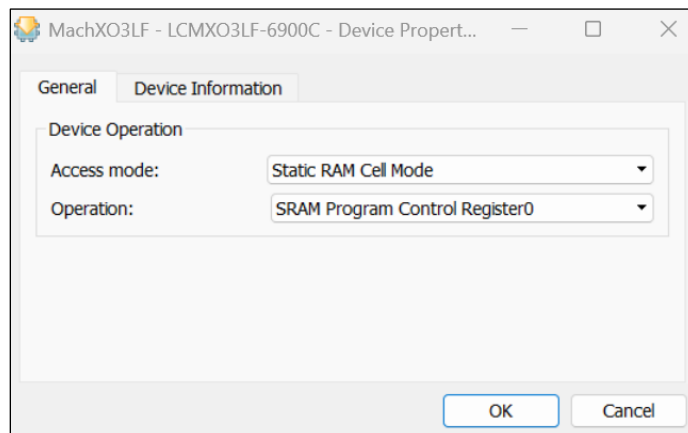 MachXO3LF - LCMXO3LF-6900C - Device Propert...
General Device Information
Device Operation
Access mode: Static RAM Cell Mode
Operation: SRAM Program Control Register0
OK Cancel